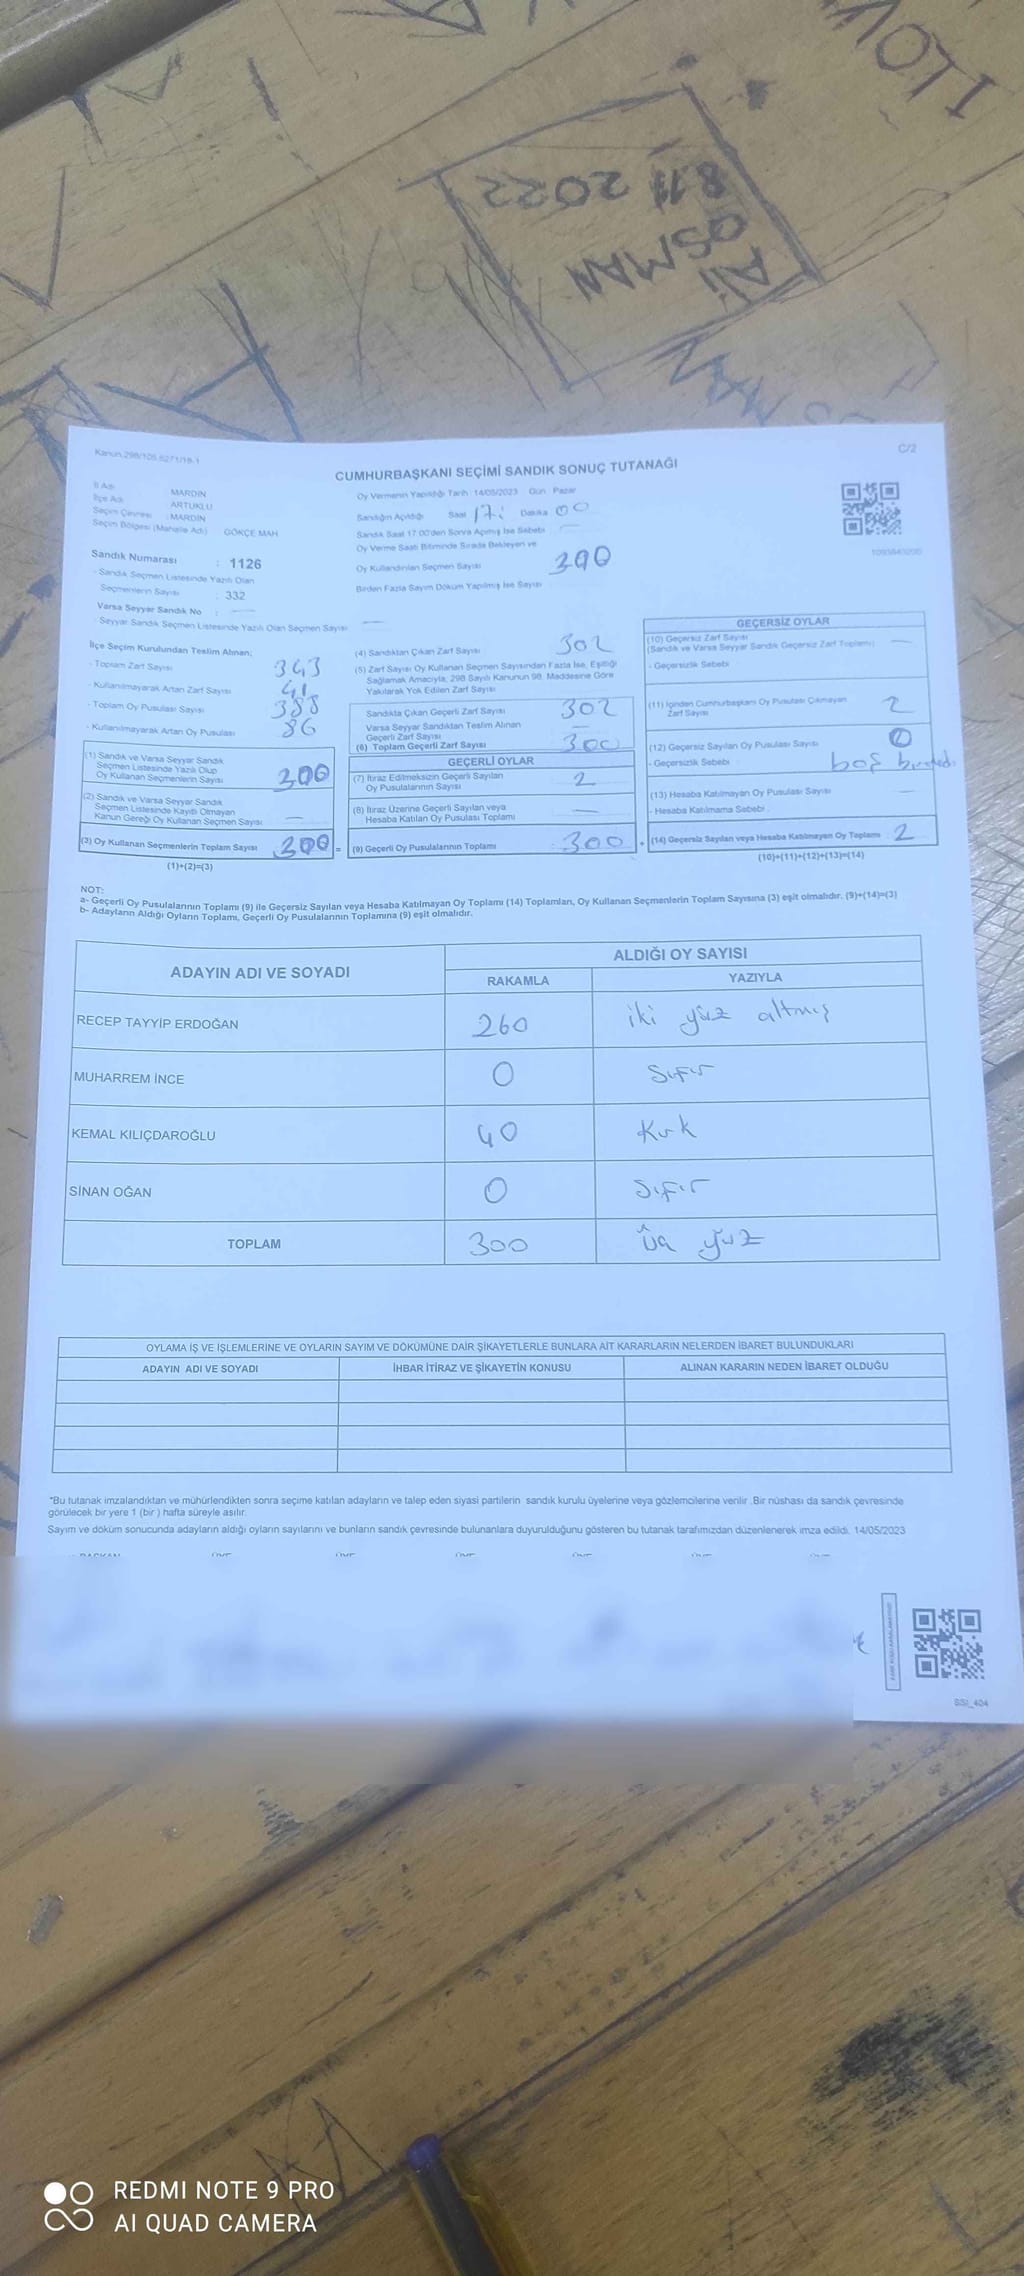 ILOV
8.11 2022
ALİ
OSMAN
Kanun.298/105.6271/18-1
C/2
CUMHURBAŞKANI SEÇİMİ SANDIK SONUÇ TUTANAĞI
İl Adı MARDİN
İlçe Adı ARTUKLU
Seçim Çevresi : MARDİN
Seçim Bölgesi (Mahalle Adı) GÖKÇE MAH
Sandık Numarası : 1126
- Sandık Seçmen Listesinde Yazılı Olan
Seçmenlerin Sayısı : 332
Varsa Seyyar Sandık No : —
- Seyyar Sandık Seçmen Listesinde Yazılı Olan Seçmen Sayısı —
Oy Vermenin Yapıldığı Tarih :14/05/2023 Gün : Pazar
Sandığın Açıldığı Saat 17: Dakika 00
Sandık Saat 17:00'den Sonra Açılmış İse Sebebi —
Oy Verme Saati Bitiminde Sırada Bekleyen ve
Oy Kullandırılan Seçmen Sayısı
Birden Fazla Sayım Döküm Yapılmış İse Sayısı
İlçe Seçim Kurulundan Teslim Alınan;
- Toplam Zarf Sayısı 343
- Kullanılmayarak Artan Zarf Sayısı 41
- Toplam Oy Pusulası Sayısı 388
- Kullanılmayarak Artan Oy Pusulası 86
(1) Sandık ve Varsa Seyyar Sandık
Seçmen Listesinde Yazılı Olup
Oy Kullanan Seçmenlerin Sayısı 300
(2) Sandık ve Varsa Seyyar Sandık
Seçmen Listesinde Kayıtlı Olmayan
Kanun Gereği Oy Kullanan Seçmen Sayısı —
(3) Oy Kullanan Seçmenlerin Toplam Sayısı 300 =
(1)+(2)=(3)
(4) Sandıktan Çıkan Zarf Sayısı 302
(5) Zarf Sayısı Oy Kullanan Seçmen Sayısından Fazla İse, Eşitliği
Sağlamak Amacıyla, 298 Sayılı Kanunun 98. Maddesine Göre
Yakılarak Yok Edilen Zarf Sayısı
Sandıkta Çıkan Geçerli Zarf Sayısı 302
Varsa Seyyar Sandıktan Teslim Alınan
Geçerli Zarf Sayısı —
(6) Toplam Geçerli Zarf Sayısı 300
GEÇERLİ OYLAR
(7) İtiraz Edilmeksizin Geçerli Sayılan
Oy Pusulalarının Sayısı 2
(8) İtiraz Üzerine Geçerli Sayılan veya
Hesaba Katılan Oy Pusulası Toplamı —
(9) Geçerli Oy Pusulalarının Toplamı 300 +
GEÇERSİZ OYLAR
(10) Geçersiz Zarf Sayısı —
(Sandık ve Varsa Seyyar Sandık Geçersiz Zarf Toplamı)
- Geçersizlik Sebebi
(11) İçinden Cumhurbaşkanı Oy Pusulası Çıkmayan
Zarf Sayısı 2
(12) Geçersiz Sayılan Oy Pusulası Sayısı
- Geçersizlik Sebebi boş
(13) Hesaba Katılmayan Oy Pusulası Sayısı —
- Hesaba Katılmama Sebebi
(14) Geçersiz Sayılan veya Hesaba Katılmayan Oy Toplamı 2
(10)+(11)+(12)+(13)=(14)
NOT:
a- Geçerli Oy Pusulalarının Toplamı (9) ile Geçersiz Sayılan veya Hesaba Katılmayan Oy Toplamı (14) Toplamları, Oy Kullanan Seçmenlerin Toplam Sayısına (3) eşit olmalıdır. (9)+(14)=(3)
b- Adayların Aldığı Oyların Toplamı, Geçerli Oy Pusulalarının Toplamına (9) eşit olmalıdır.
ADAYIN ADI VE SOYADI ALDIĞI OY SAYISI
RAKAMLA YAZIYLA
RECEP TAYYİP ERDOĞAN 260 iki yüz altmış
MUHARREM İNCE 0 Sıfır
KEMAL KILIÇDAROĞLU 40 Kırk
SİNAN OĞAN 0 Sıfır
TOPLAM 300 Üç yüz
OYLAMA İŞ VE İŞLEMLERİNE VE OYLARIN SAYIM VE DÖKÜMÜNE DAİR ŞİKAYETLERLE BUNLARA AİT KARARLARIN NELERDEN İBARET BULUNDUKLARI
ADAYIN ADI VE SOYADI İHBAR İTİRAZ VE ŞİKAYETİN KONUSU ALINAN KARARIN NEDEN İBARET OLDUĞU
*Bu tutanak imzalandıktan ve mühürlendikten sonra seçime katılan adayların ve talep eden siyasi partilerin sandık kurulu üyelerine veya gözlemcilerine verilir. Bir nüshası da sandık çevresinde
görülecek bir yere 1 (bir ) hafta süreyle asılır.
Sayım ve döküm sonucunda adayların aldığı oyların sayılarını ve bunların sandık çevresinde bulunanlara duyurulduğunu gösteren bu tutanak tarafımızdan düzenlenerek imza edildi. 14/05/2023
BAŞKAN ÜYE ÜYE ÜYE ÜYE ÜYE ÜYE
SSI_404
REDMI NOTE 9 PRO
AI QUAD CAMERA